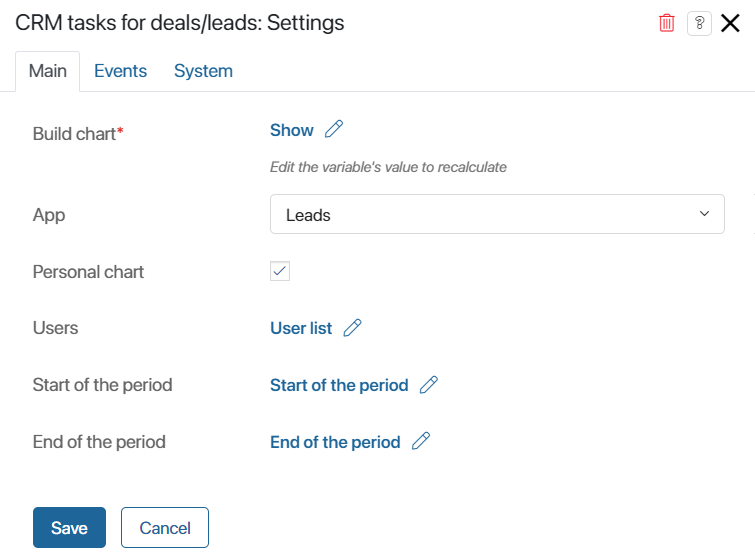 CRM tasks for deals/leads: Settings
?
Main Events System
Build chart* Show
Edit the variable's value to recalculate
App Leads
Personal chart
Users User list
Start of the period Start of the period
End of the period End of the period
Save Cancel